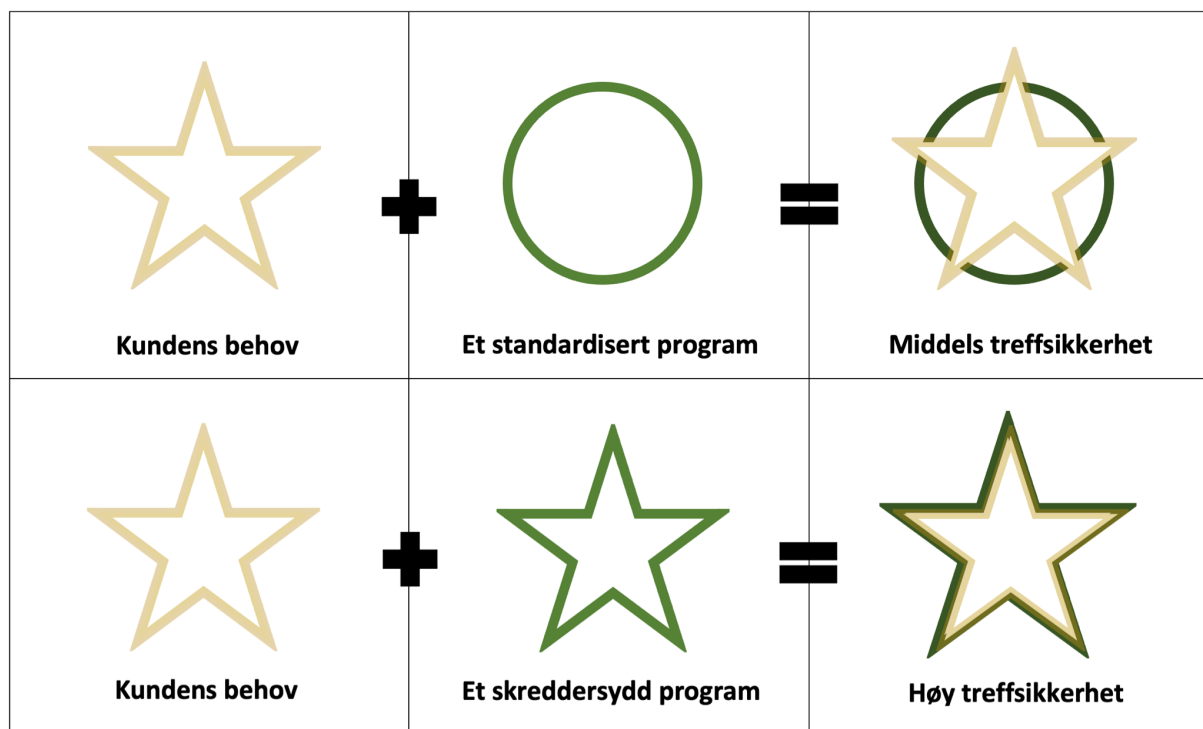 Kundens behov
Et standardisert program
Middels treffsikkerhet
Kundens behov
Et skreddersydd program
Høy treffsikkerhet